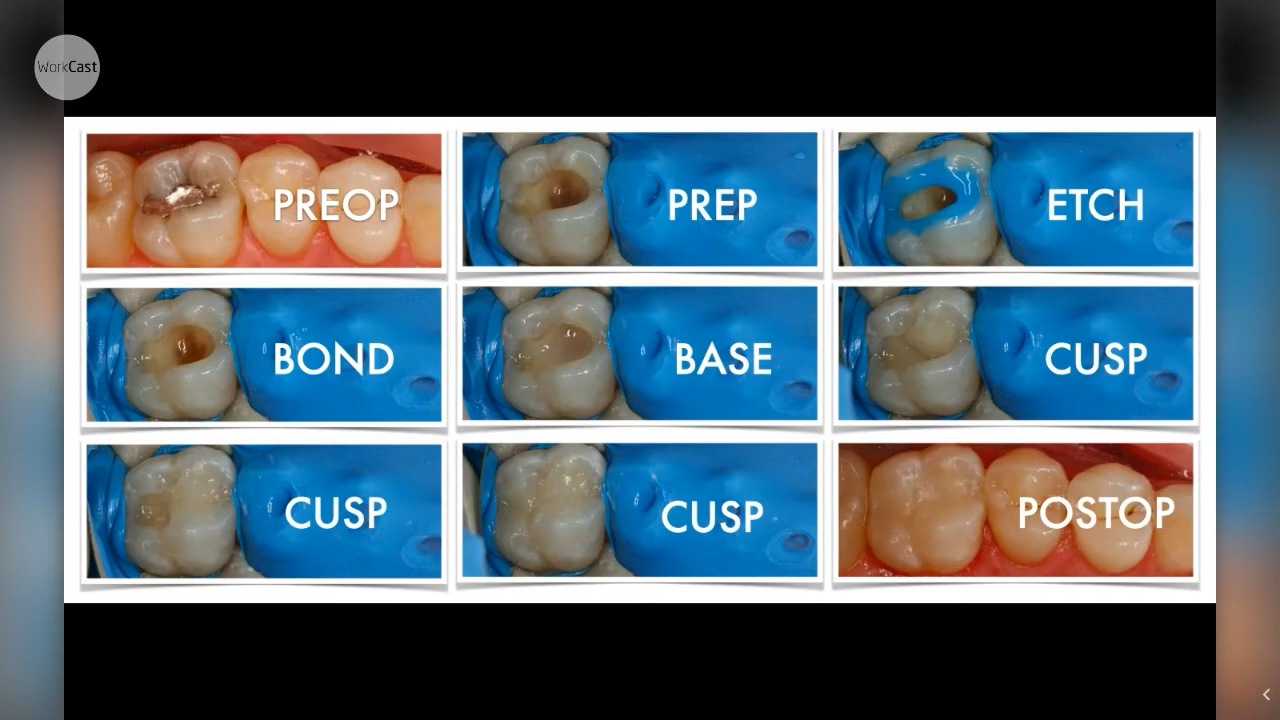 WorkCast
PREOP
PREP
ETCH
BOND
BASE
CUSP
CUSP
CUSP
POSTOP